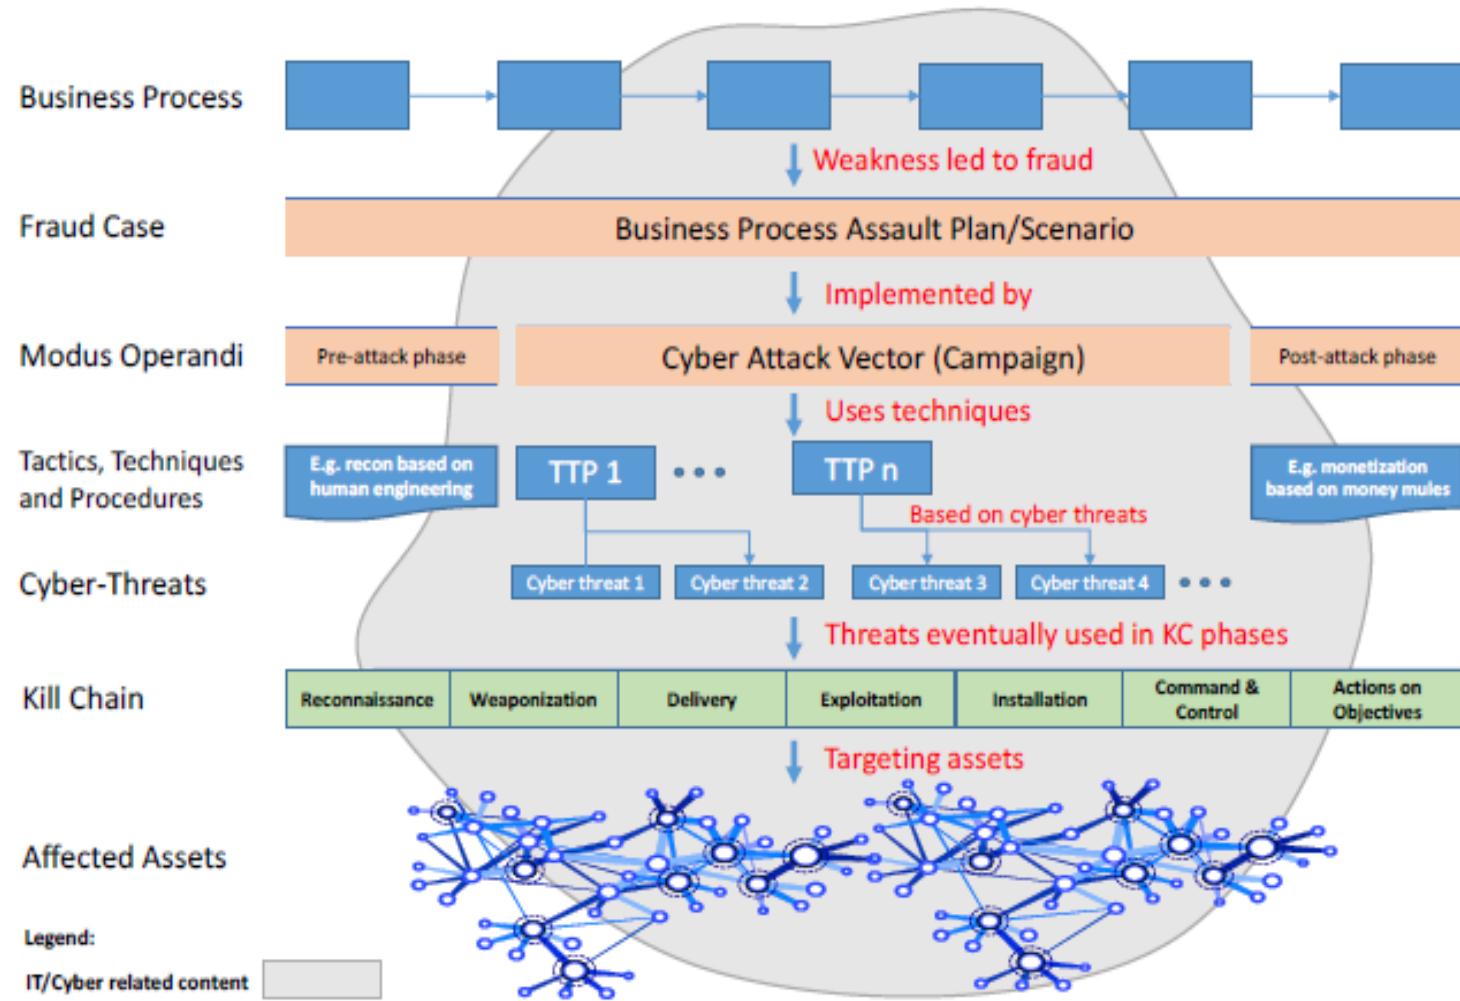 Business Process
Weakness led to fraud
Fraud Case
Business Process Assault Plan/Scenario
Implemented by
Modus Operandi
Pre-attack phase
Cyber Attack Vector (Campaign)
Post-attack phase
Uses techniques
Tactics, Techniques
and Procedures
E.g. recon based on
human engineering
TTP 1
TTP n
E.g. monetization
based on money mules
Based on cyber threats
Cyber-Threats
Cyber threat 1
Cyber threat 2
Cyber threat 3
Cyber threat 4
Threats eventually used in KC phases
Kill Chain
Reconnaissance
Weaponization
Delivery
Exploitation
Installation
Command &
Control
Actions on
Objectives
Targeting assets
Affected Assets
Legend:
IT/Cyber related content